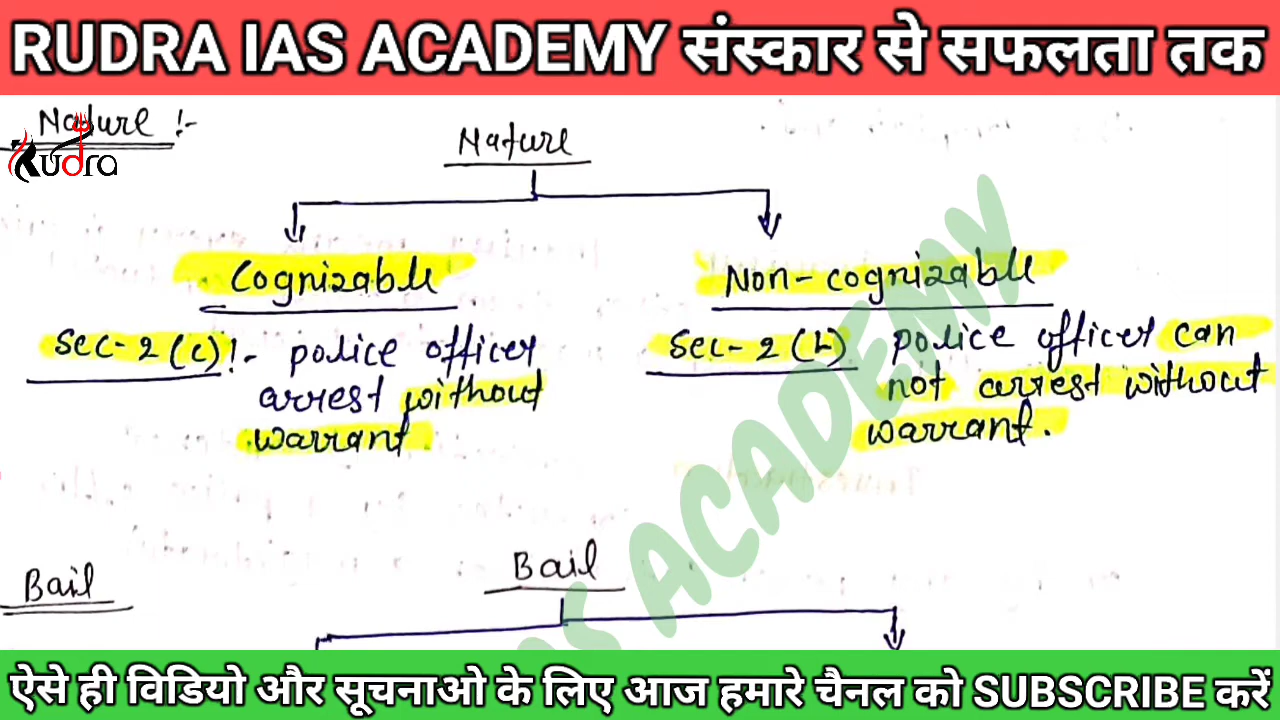 RUDRA IAS ACADEMY संस्कार से सफलता तक
Nature :-
Rudra
Nature
Cognizable
Non-cognizable
Sec-2 (c) :- police officer
arrest without
warrant
Sec-2 (L) police officer can
not arrest without
warrant.
IAS ACADEMY
Bail
Bail
ऐसे ही विडियो और सूचनाओ के लिए आज हमारे चैनल को SUBSCRIBE करें